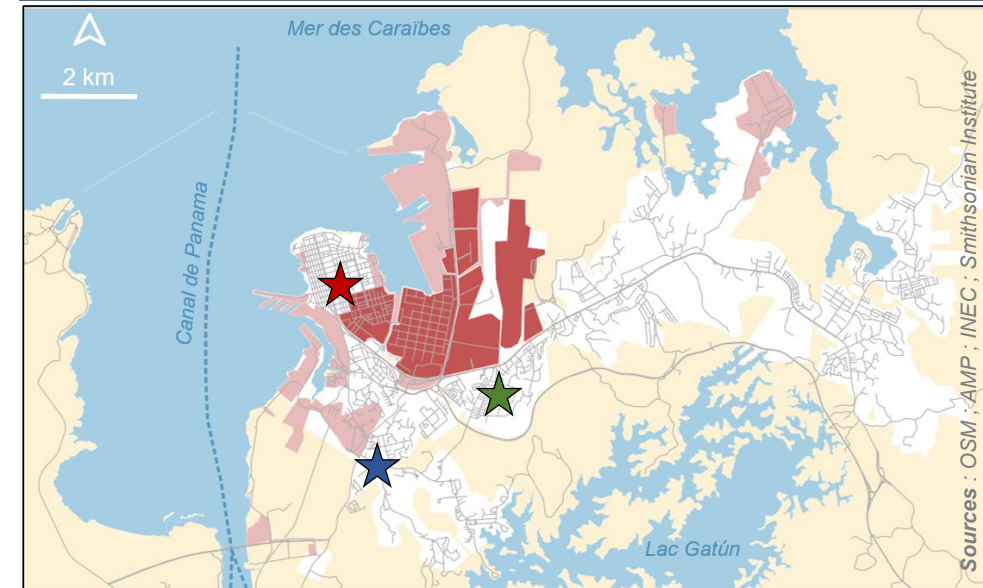 Mer des Caraïbes
2 km
Canal de Panama
Lac Gatún
Sources : OSM ; AMP ; INEC ; Smithsonian Institute